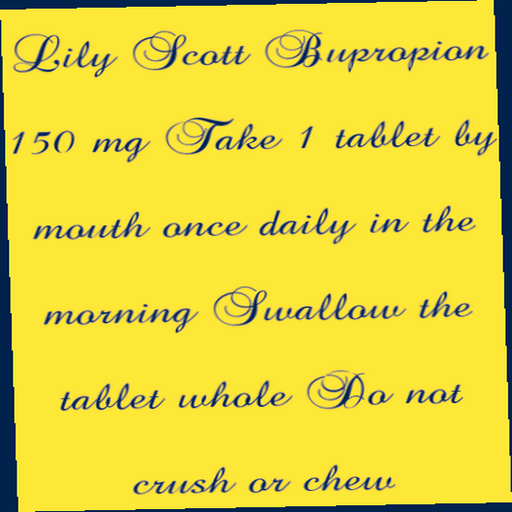 Lily Scott Bupropion
150 mg Take 1 tablet by
mouth once daily in the
morning Swallow the
tablet whole Do not
crush or chew